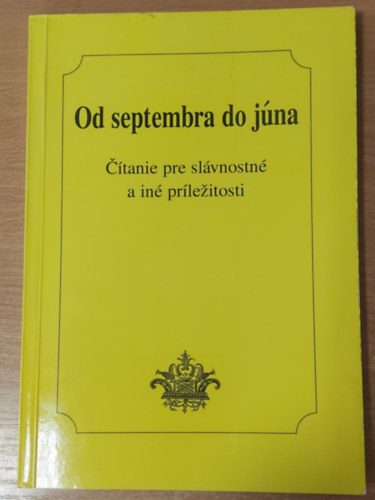 Od septembra do júna
Čítanie pre slávnostné
a iné príležitosti